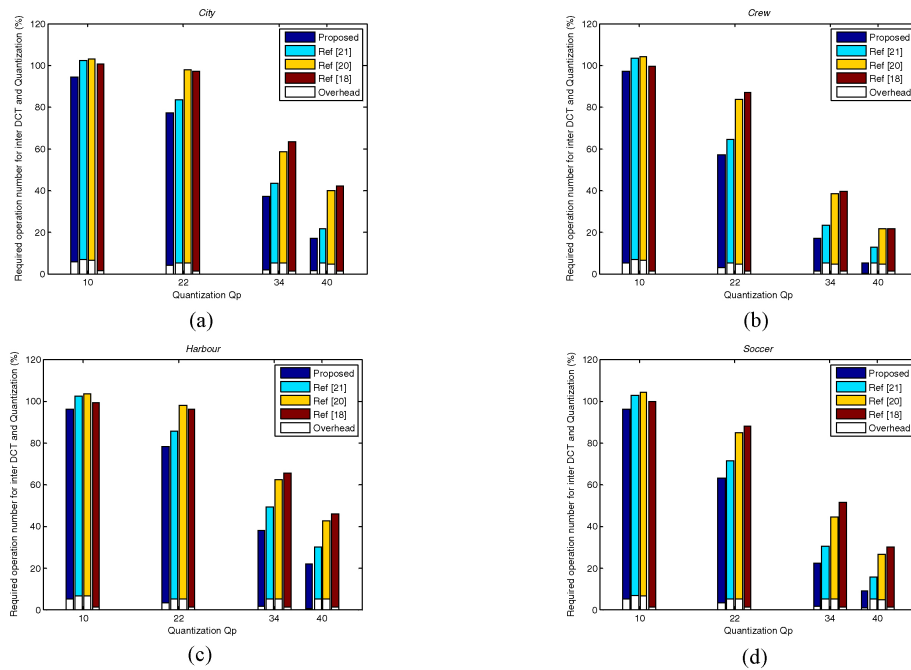 City
Required operation number for inter DCT and Quantization (%)
120
100
80
60
40
20
0
Proposed
Ref [21]
Ref [20]
Ref [18]
Overhead
10
22
34
40
Quantization Qp
(a)
Crew
Required operation number for inter DCT and Quantization (%)
120
100
80
60
40
20
0
Proposed
Ref [21]
Ref [20]
Ref [18]
Overhead
10
22
34
40
Quantization Qp
(b)
Harbour
Required operation number for inter DCT and Quantization (%)
120
100
80
60
40
20
0
Proposed
Ref [21]
Ref [20]
Ref [18]
Overhead
10
22
34
40
Quantization Qp
(c)
Soccer
Required operation number for inter DCT and Quantization (%)
120
100
80
60
40
20
0
Proposed
Ref [21]
Ref [20]
Ref [18]
Overhead
10
22
34
40
Quantization Qp
(d)